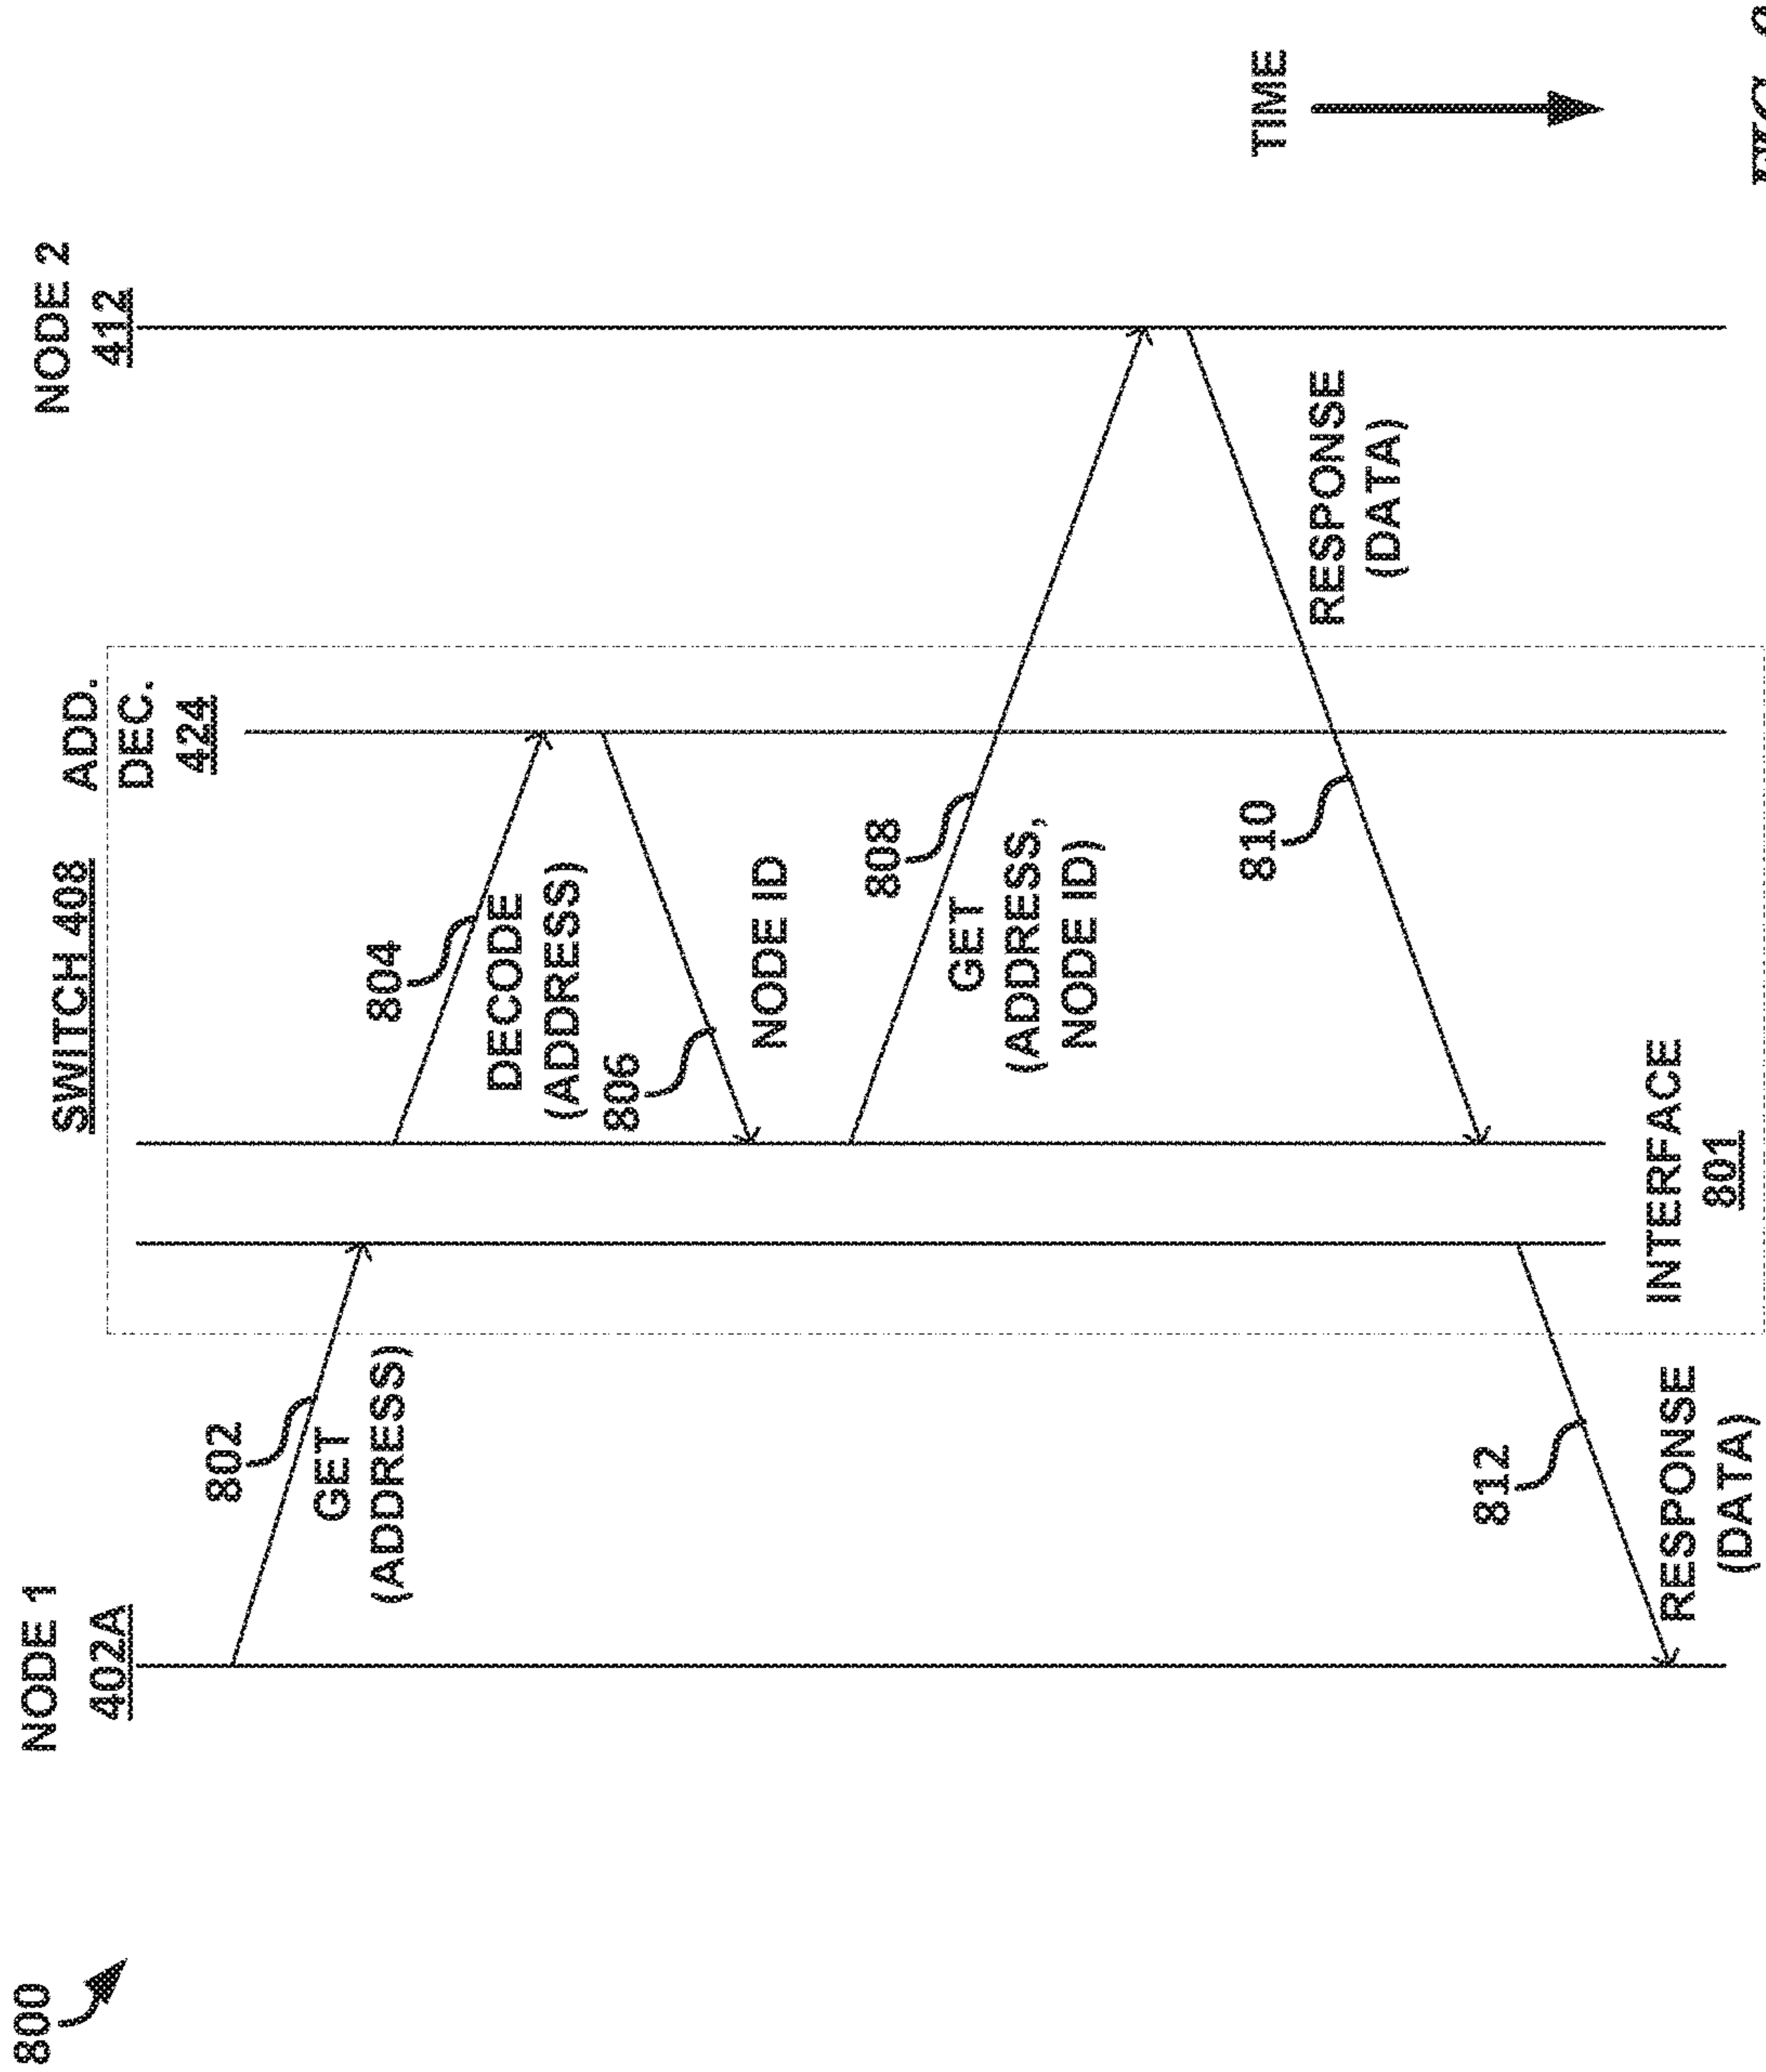 800
NODE 1
402A
SWITCH 408
ADD.
DEC.
424
NODE 2
412
802
GET
(ADDRESS)
804
DECODE
(ADDRESS)
806
NODE ID
808
GET
(ADDRESS,
NODE ID)
810
RESPONSE
(DATA)
812
RESPONSE
(DATA)
INTERFACE
801
TIME